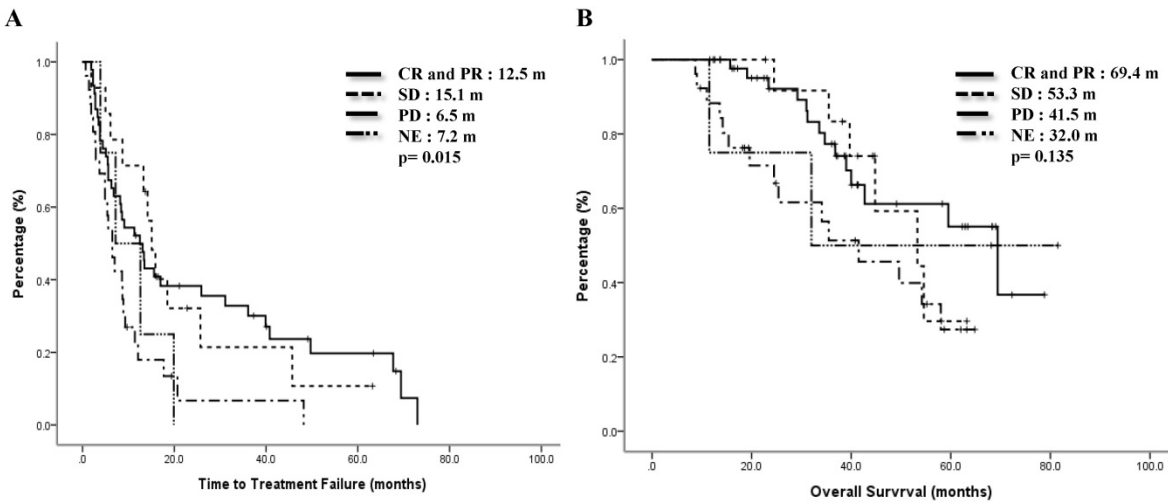 A
CR and PR : 12.5 m
SD : 15.1 m
PD : 6.5 m
NE : 7.2 m
p= 0.015
Percentage (%)
1.0
0.8
0.6
0.4
0.2
0.0
.0 20.0 40.0 60.0 80.0 100.0
Time to Treatment Failure (months)
B
CR and PR : 69.4 m
SD : 53.3 m
PD : 41.5 m
NE : 32.0 m
p= 0.135
Percentage (%)
1.0
0.8
0.6
0.4
0.2
0.0
.0 20.0 40.0 60.0 80.0 100.0
Overall Survrval (months)